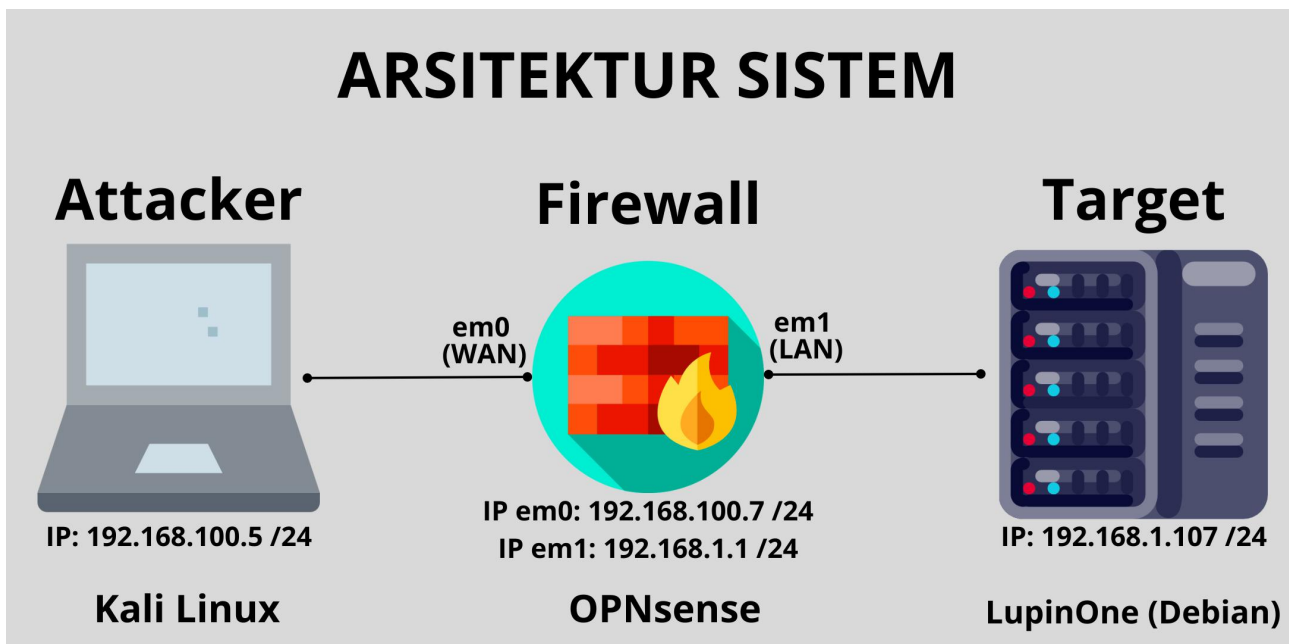 ARSITEKTUR SISTEM
Attacker
Firewall
Target
em0
(WAN)
em1
(LAN)
IP: 192.168.100.5 /24
IP em0: 192.168.100.7 /24
IP em1: 192.168.1.1 /24
IP: 192.168.1.107 /24
Kali Linux
OPNsense
LupinOne (Debian)